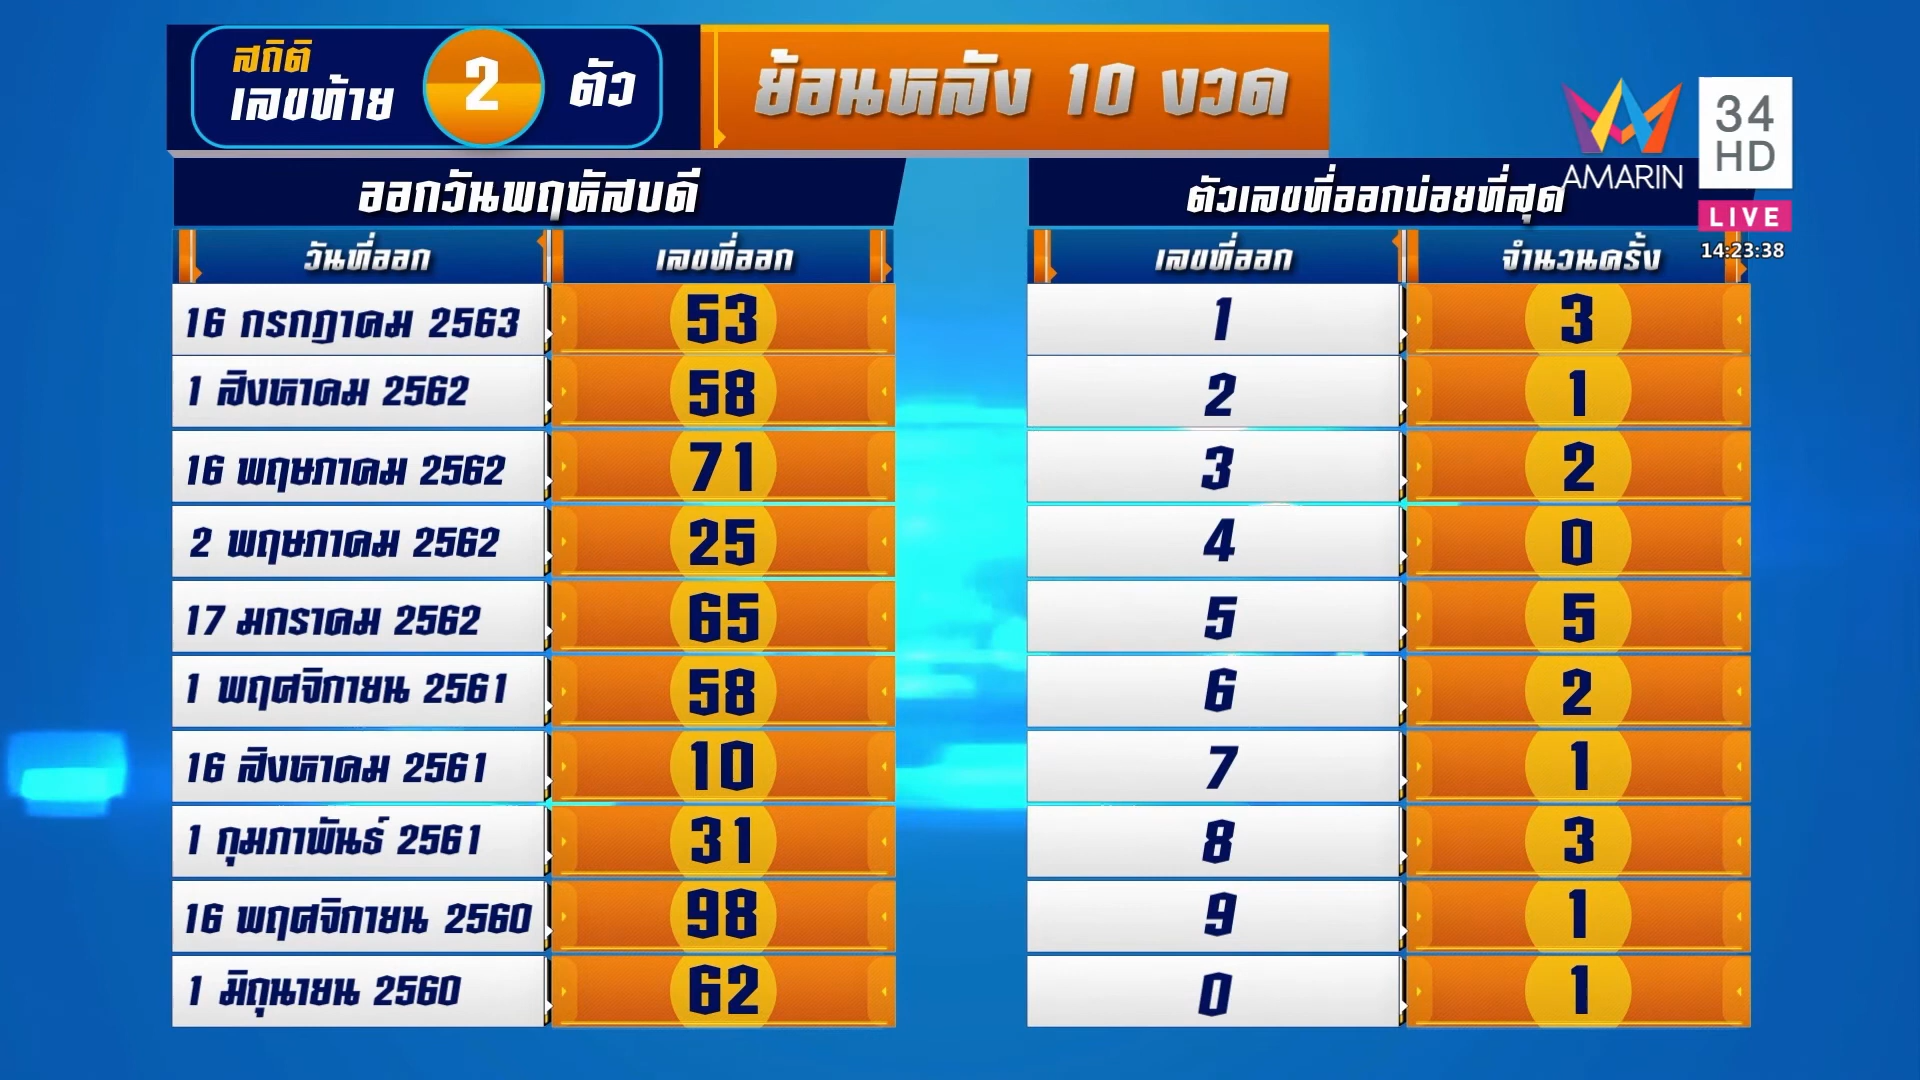 สถิติ
เลขท้าย 2 ตัว
ย้อนหลัง 10 งวด
AMARIN
34
HD
LIVE
14:23:38
ออกวันพฤหัสบดี
วันที่ออก เลขที่ออก
16 กรกฎาคม 2563 53
1 สิงหาคม 2562 58
16 พฤษภาคม 2562 71
2 พฤษภาคม 2562 25
17 มกราคม 2562 65
1 พฤศจิกายน 2561 58
16 สิงหาคม 2561 10
1 กุมภาพันธ์ 2561 31
16 พฤศจิกายน 2560 98
1 มิถุนายน 2560 62
ตัวเลขที่ออกบ่อยที่สุด
เลขที่ออก จำนวนครั้ง
1 3
2 1
3 2
4 0
5 5
6 2
7 1
8 3
9 1
0 1